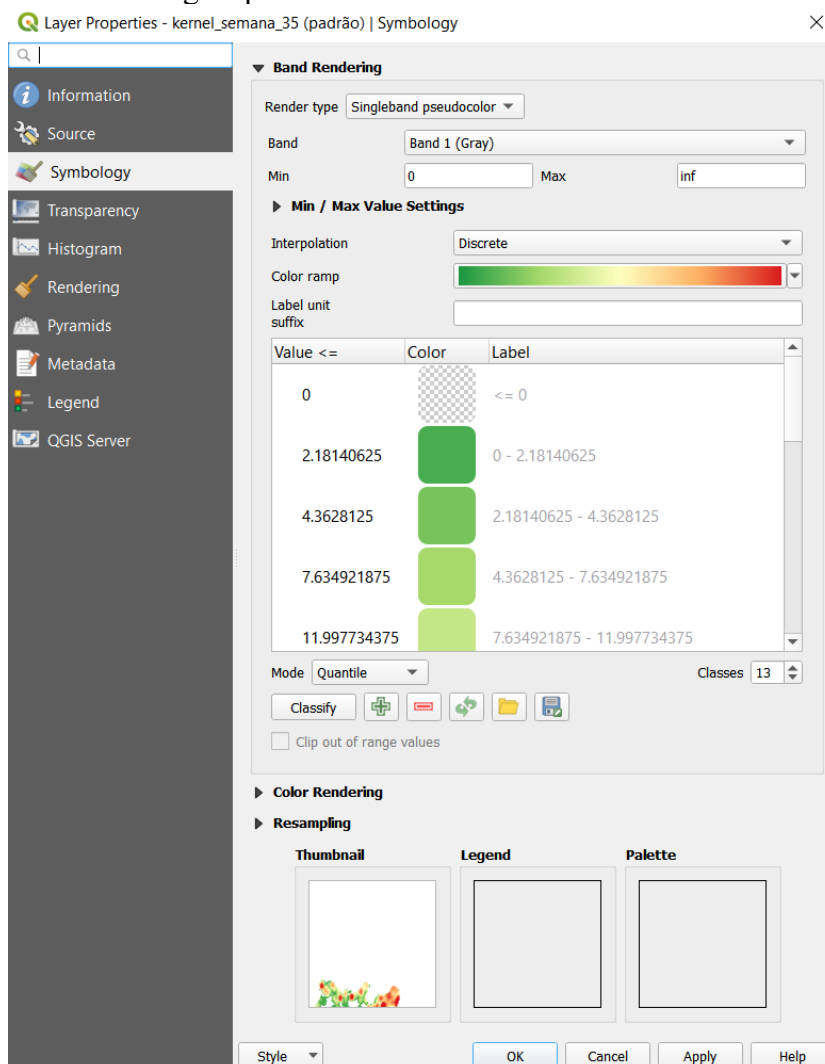 Layer Properties - kernel_semana_35 (padrão) | Symbology
Information
Source
Symbology
Transparency
Histogram
Rendering
Pyramids
Metadata
Legend
QGIS Server
Band Rendering
Render type Singleband pseudocolor
Band Band 1 (Gray)
Min 0 Max inf
Min / Max Value Settings
Interpolation Discrete
Color ramp
Label unit
suffix
Value <= Color Label
0 <= 0
2.18140625 0 - 2.18140625
4.3628125 2.18140625 - 4.3628125
7.634921875 4.3628125 - 7.634921875
11.997734375 7.634921875 - 11.997734375
Mode Quantile Classes 13
Classify
Clip out of range values
Color Rendering
Resampling
Thumbnail Legend Palette
Style OK Cancel Apply Help